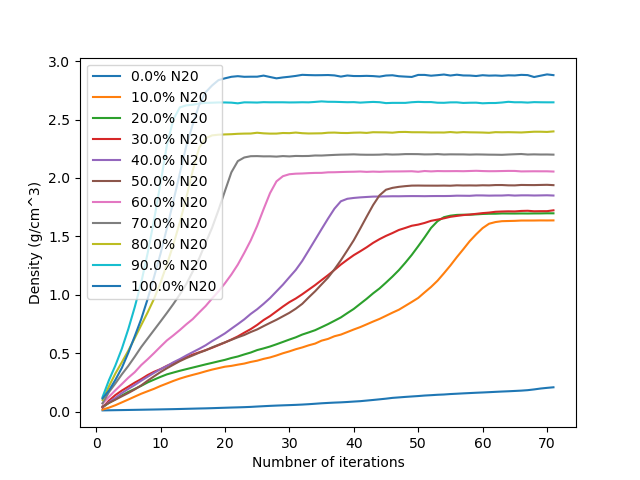 3.0
2.5
2.0
1.5
1.0
0.5
0.0
Density (g/cm^3)
0.0% N20
10.0% N20
20.0% N20
30.0% N20
40.0% N20
50.0% N20
60.0% N20
70.0% N20
80.0% N20
90.0% N20
100.0% N20
0 10 20 30 40 50 60 70
Numbner of iterations